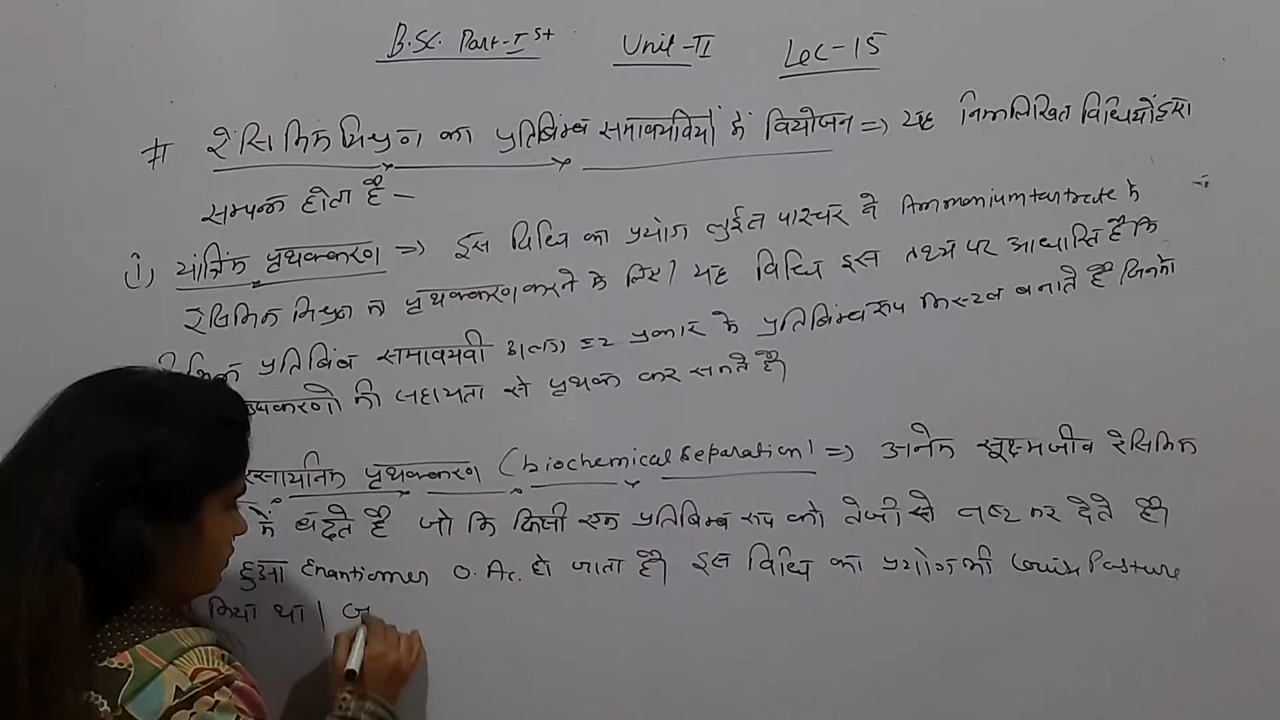 B.Sc. Part-I st Unit-II Lec-15
# रेसिमिक मिश्रण का प्रतिबिम्ब समावयवियों में वियोजन => यह निम्नलिखित विधियों द्वारा
सम्पन्न होता है -
(i) यांत्रिक पृथक्करण => इस विधि का प्रयोग लुईस पाश्चर ने Ammonium tartrate के
रेसिमिक मिश्रण के पृथक्करण करने के लिए। यह विधि इस तथ्य पर आधारित है कि
प्रतिबिंब समावयवी अलग प्रकार के प्रतिबिम्ब रूप क्रिस्टल बनाते है जिनको
उपकरणो की सहायता से पृथक कर सकते है।
रसायनिक पृथक्करण (biochemical separation) => अनेक सूक्ष्मजीव रेसिमिक
में बढते है जो कि किसी एक प्रतिबिम्ब रूप को तेजी से नष्ट कर देते है।
हुआ Enantiomer O. Ac. हो जाता है। इस विधि का प्रयोग भी Louis Pasture
किया था। ज